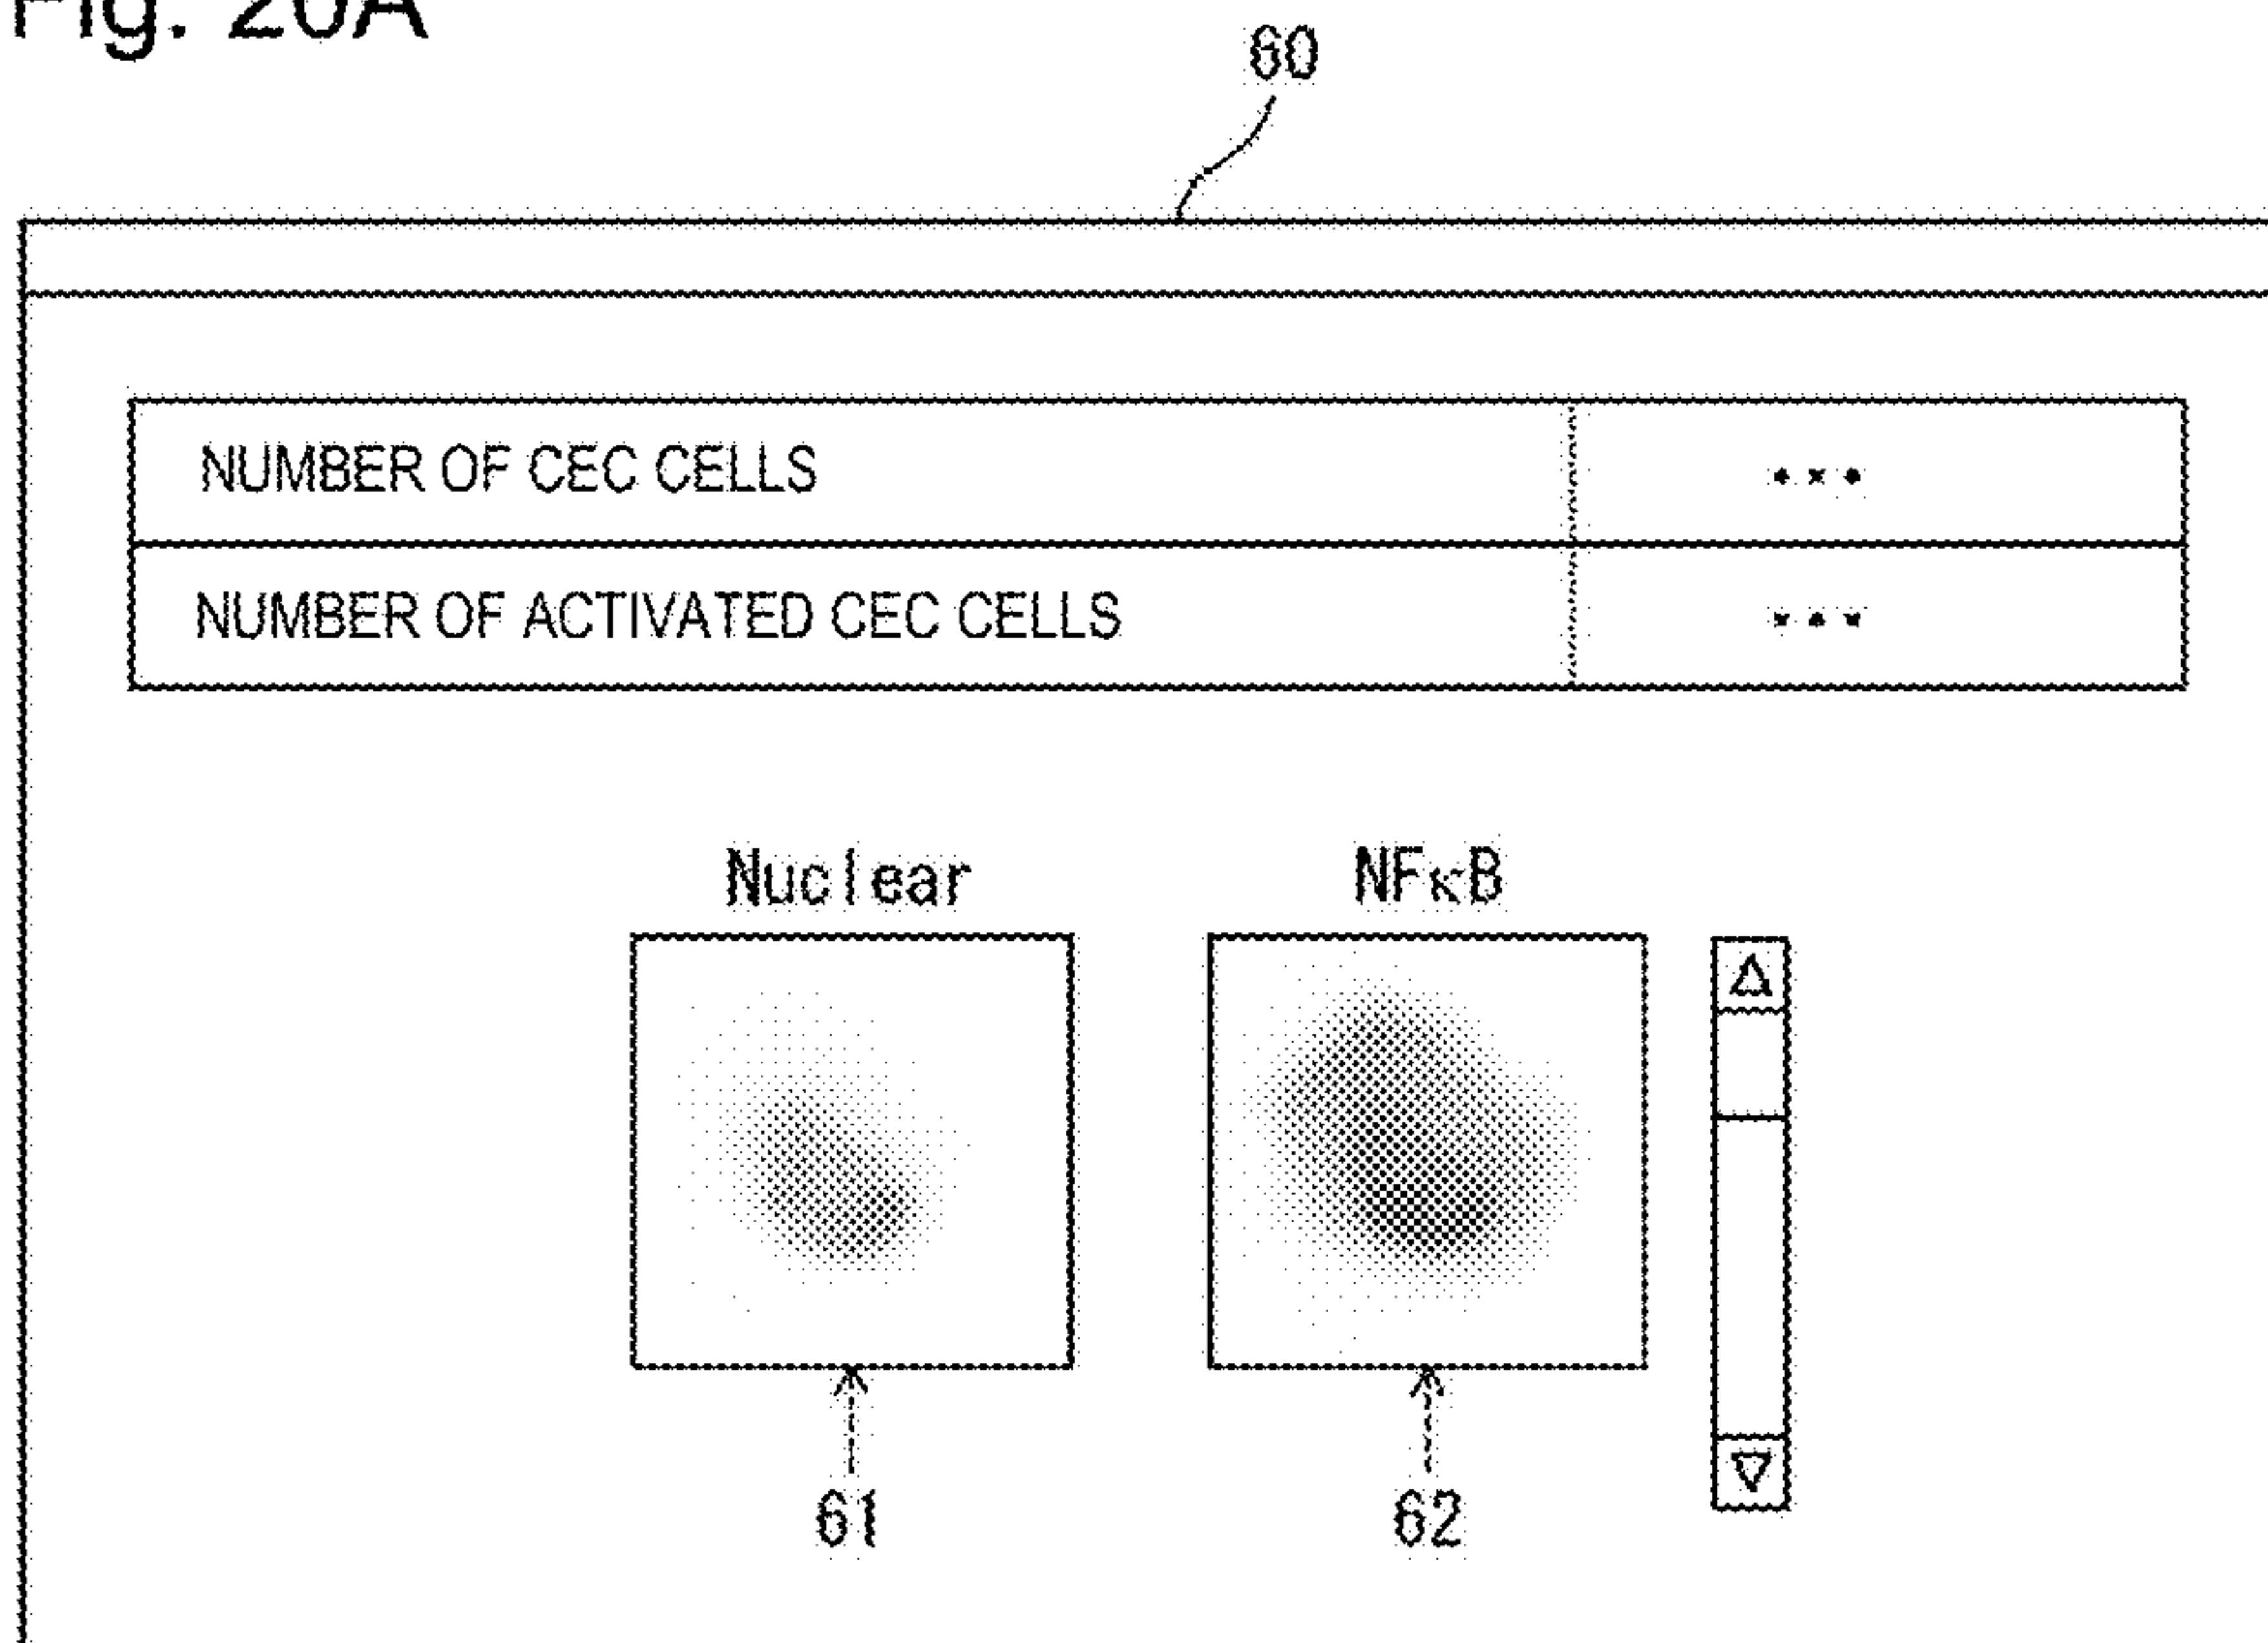 Fig. 20A
60
NUMBER OF CEC CELLS •••
NUMBER OF ACTIVATED CEC CELLS •••
Nuclear NFκB
61 62